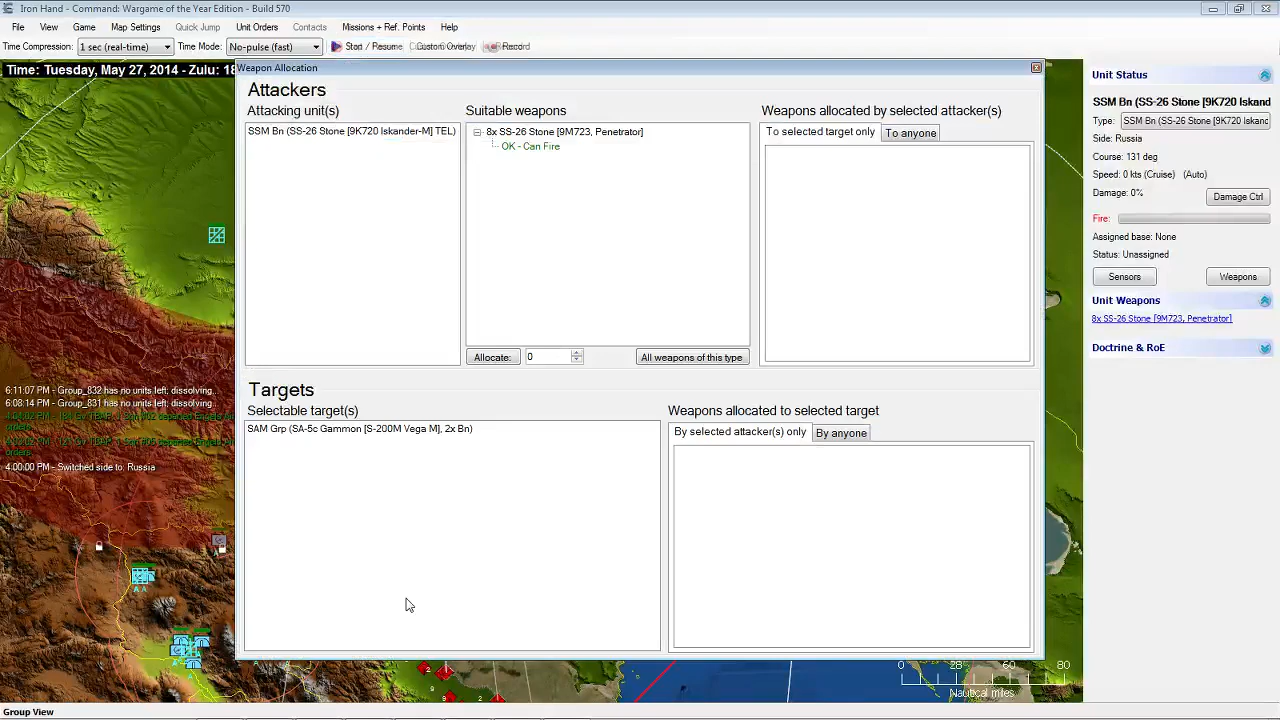 Iron Hand - Command: Wargame of the Year Edition - Build 570
File View Game Map Settings Quick Jump Unit Orders Contacts Missions + Ref. Points Help
Time Compression: 1 sec (real-time) Time Mode: No-pulse (fast) Start / Resume Custom Overlay Record
Time: Tuesday, May 27, 2014 - Zulu: 18
Weapon Allocation
Attackers
Attacking unit(s)
SSM Bn (SS-26 Stone [9K720 Iskander-M] TEL)
Suitable weapons
8x SS-26 Stone [9M723, Penetrator]
OK - Can Fire
Allocate: 0 All weapons of this type
Weapons allocated by selected attacker(s)
To selected target only To anyone
Targets
Selectable target(s)
SAM Grp (SA-5c Gammon [S-200M Vega M], 2x Bn)
Weapons allocated to selected target
By selected attacker(s) only By anyone
6:11:07 PM - Group_832 has no units left; dissolving...
6:08:14 PM - Group_831 has no units left; dissolving...
orders
orders
4:00:00 PM - Switched side to: Russia
Unit Status
SSM Bn (SS-26 Stone [9K720 Iskand
Type: SSM Bn (SS-26 Stone [9K720 Iskanc
Side: Russia
Course: 131 deg
Speed: 0 kts (Cruise) (Auto)
Damage: 0% Damage Ctrl
Fire:
Assigned base: None
Status: Unassigned
Sensors Weapons
Unit Weapons
8x SS-26 Stone [9M723, Penetrator]
Doctrine & RoE
0 28 56 80
Nautical miles
Group View